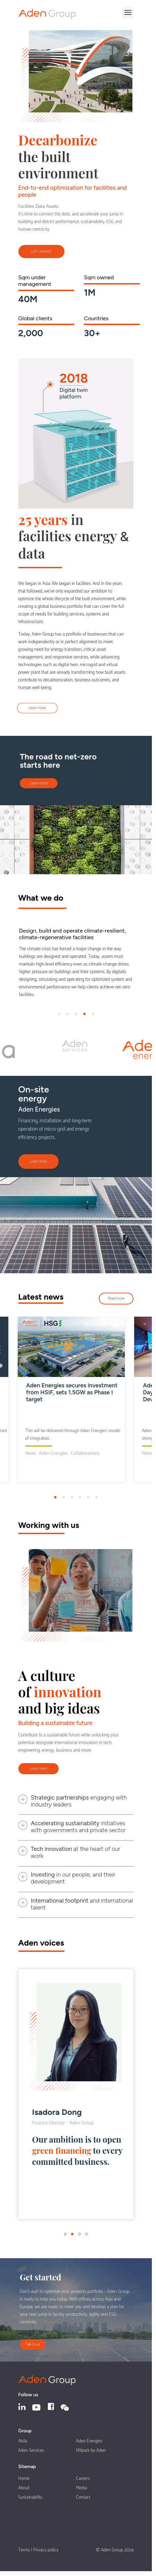 Aden Group
Decarbonize
the built
environment
End-to-end optimization for facilities and
people
Facilities. Data. Assets.
It's time to connect the dots, and accelerate your jump in
building and district performance, sustainability, ESG and
human-centricity.
Sqm under
management
40M
Sqm owned
1M
Global clients
2,000
Countries
30+
2018
Digital twin
platform
25 years in
facilities energy &
data
We began in Asia. We began in facilities. And in the years
that followed, we've only expanded our ambition to
optimize the whole lifecycle of the built environment, while
creating a global business portfolio that can cover the full
scope of needs for building services, systems and
infrastructure.
Today, Aden Group has a portfolio of businesses that can
work independently or in perfect alignment to meet
growing need for energy transition, critical asset
management, and responsive services, while advancing
technologies such as digital twin, microgrid and virtual
power plant that are already transforming how built assets
contribute to decarbonization, business outcomes, and
human well-being.
Learn more
The road to net-zero
starts here
Learn more
What we do
Design, build and operate climate-resilient,
climate-regenerative facilities
The climate crisis has forced a major change in the way
buildings are designed and operated. Today, systems
attaining high-level efficiency even as climate change drives
higher pressure on buildings and their systems. By digitally
designing, simulating and operating an optimized system and
sustained energy performance we help clients achieve net-zero
facilities.
a
Aden
SERVICES
Aden
ener
On-site
energy
Aden Energies
Financing, installation and long-term
operation of micro-grid and energy
efficiency projects.
Learn more
Latest news
Read more
Aden
HSG
Aden Energies secures investment
from HSIF, sets 1.5GW as Phase I
target
This will be delivered through Aden Energies' model
of integrated…
News, Aden Energies, Collaborations
Working with us
A culture
of innovation
and big ideas
Building a sustainable future
Contribute to a sustainable future while unlocking your
potential alongside international innovators in tech,
engineering, energy, business and more.
Learn more
Strategic partnerships engaging with
industry leaders
Accelerating sustainability initiatives
with governments and private sector
Tech innovation at the heart of our
work
Investing in our people, and their
development
International footprint and international
talent
Aden voices
Isadora Dong
Finance Director - Aden Group
Our ambition is to open
green financing to every
committed business.
Get started
Don't wait to optimize your property portfolio – Aden Group
is ready to help you today. With offices across Asia and
Europe, we are ready to meet you and develop a plan for
your next jump in facility productivity, agility, and ESG-
centricity.
Talk to us
Aden Group
Follow us
Group
Akila
Aden Energies
Aden Services
NXpark by Aden
Sitemap
Home
Careers
About
Media
Sustainability
Contact
Terms | Privacy policy
© Aden Group 2024